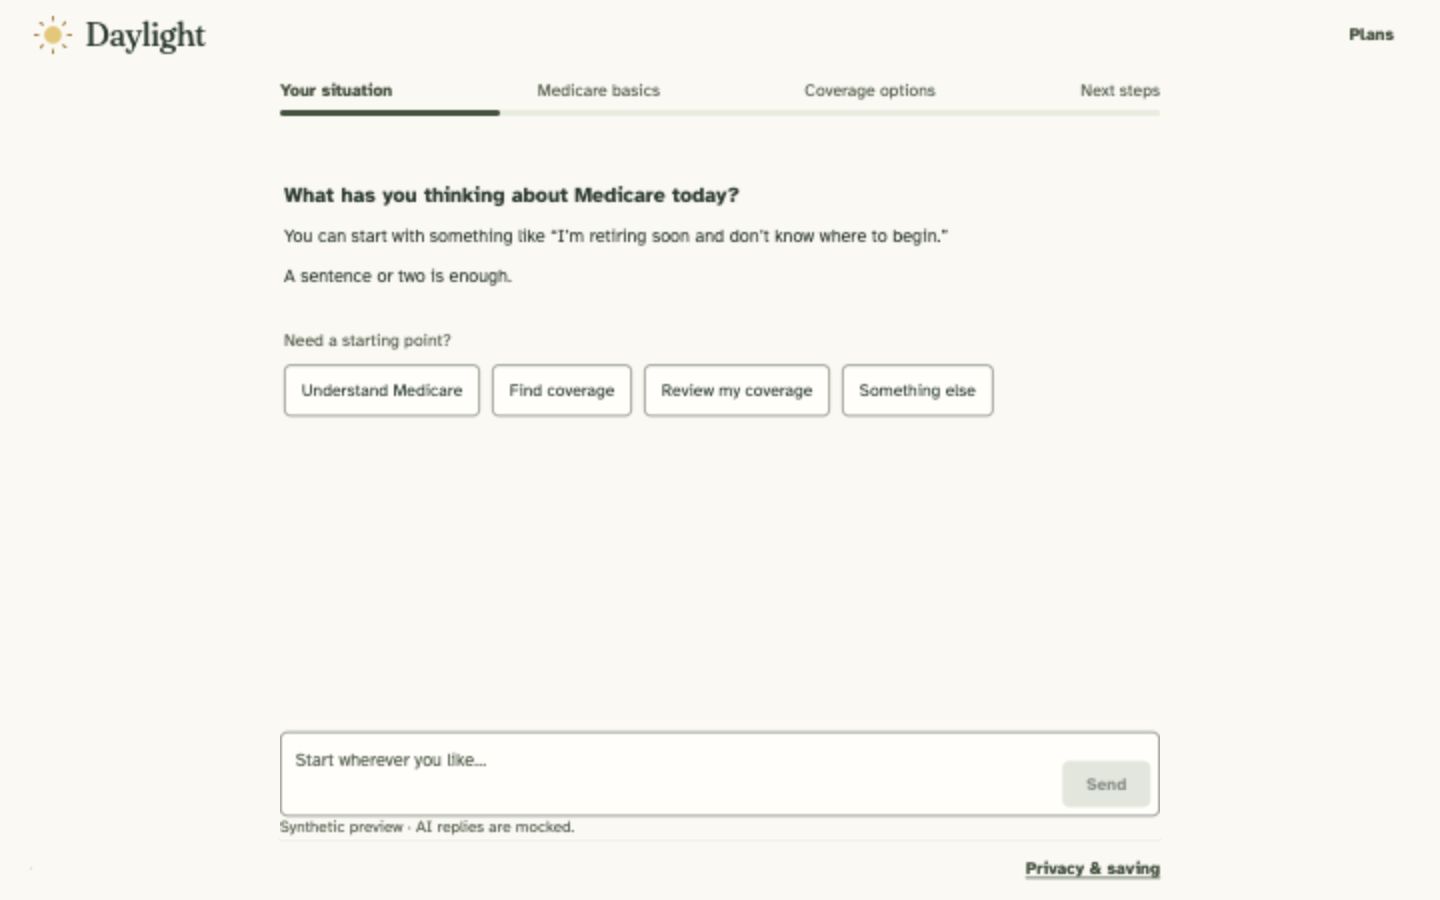 Daylight
Plans
Your situation
Medicare basics
Coverage options
Next steps
What has you thinking about Medicare today?
You can start with something like “I’m retiring soon and don’t know where to begin.”
A sentence or two is enough.
Need a starting point?
Understand Medicare
Find coverage
Review my coverage
Something else
Start wherever you like...
Send
Synthetic preview · AI replies are mocked.
Privacy & saving